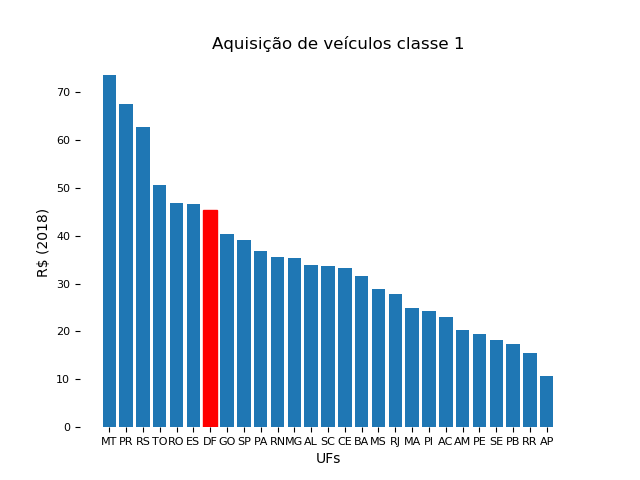 Aquisição de veículos classe 1
R$ (2018)
70
60
50
40
30
20
10
0
MT PR RS TO RO ES DF GO SP PA RN MG AL SC CE BA MS RJ MA PI AC AM PE SE PB RR AP
UFs